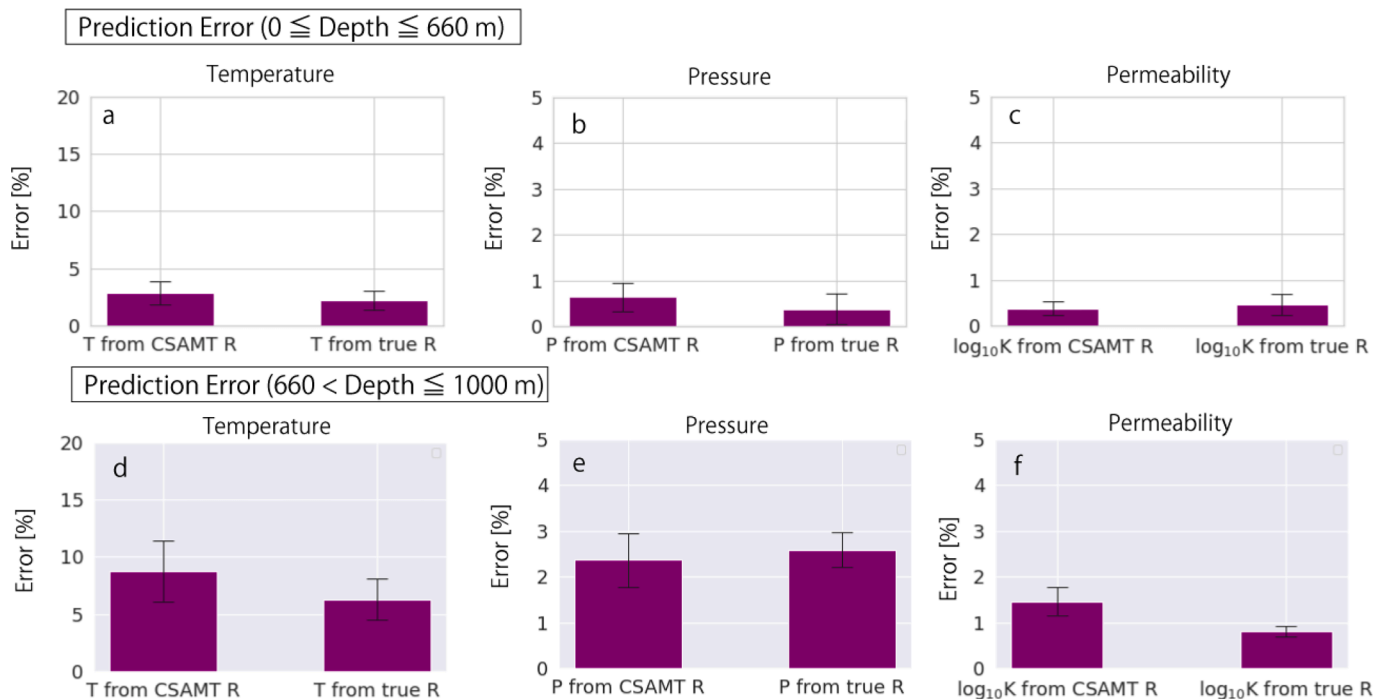 Prediction Error (0 ≦ Depth ≦ 660 m)
Temperature
Pressure
Permeability
a
b
c
Error [%]
20
15
10
5
0
T from CSAMT R
T from true R
Error [%]
5
4
3
2
1
0
P from CSAMT R
P from true R
Error [%]
5
4
3
2
1
0
log₁₀K from CSAMT R
log₁₀K from true R
Prediction Error (660 < Depth ≦ 1000 m)
Temperature
Pressure
Permeability
d
e
f
Error [%]
20
15
10
5
0
T from CSAMT R
T from true R
Error [%]
5
4
3
2
1
0
P from CSAMT R
P from true R
Error [%]
5
4
3
2
1
0
log₁₀K from CSAMT R
log₁₀K from true R